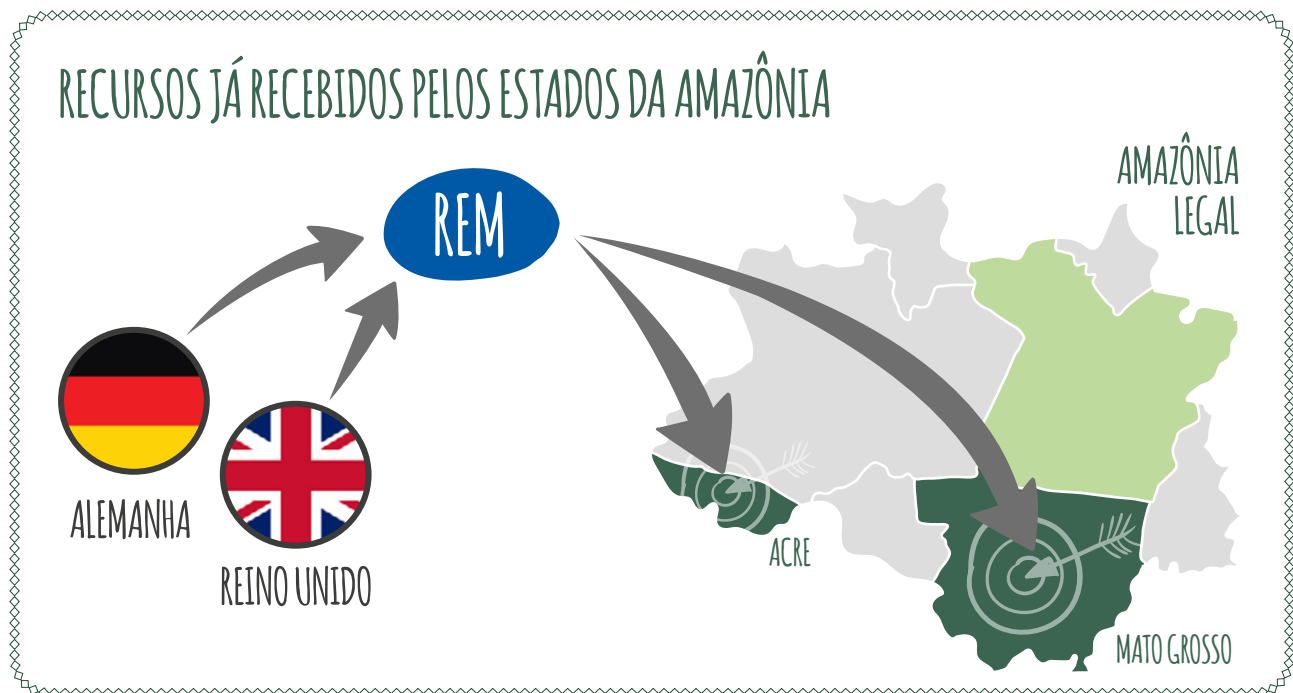 RECURSOS JÁ RECEBIDOS PELOS ESTADOS DA AMAZÔNIA
AMAZÔNIA
LEGAL
REM
ALEMANHA
REINO UNIDO
ACRE
MATO GROSSO